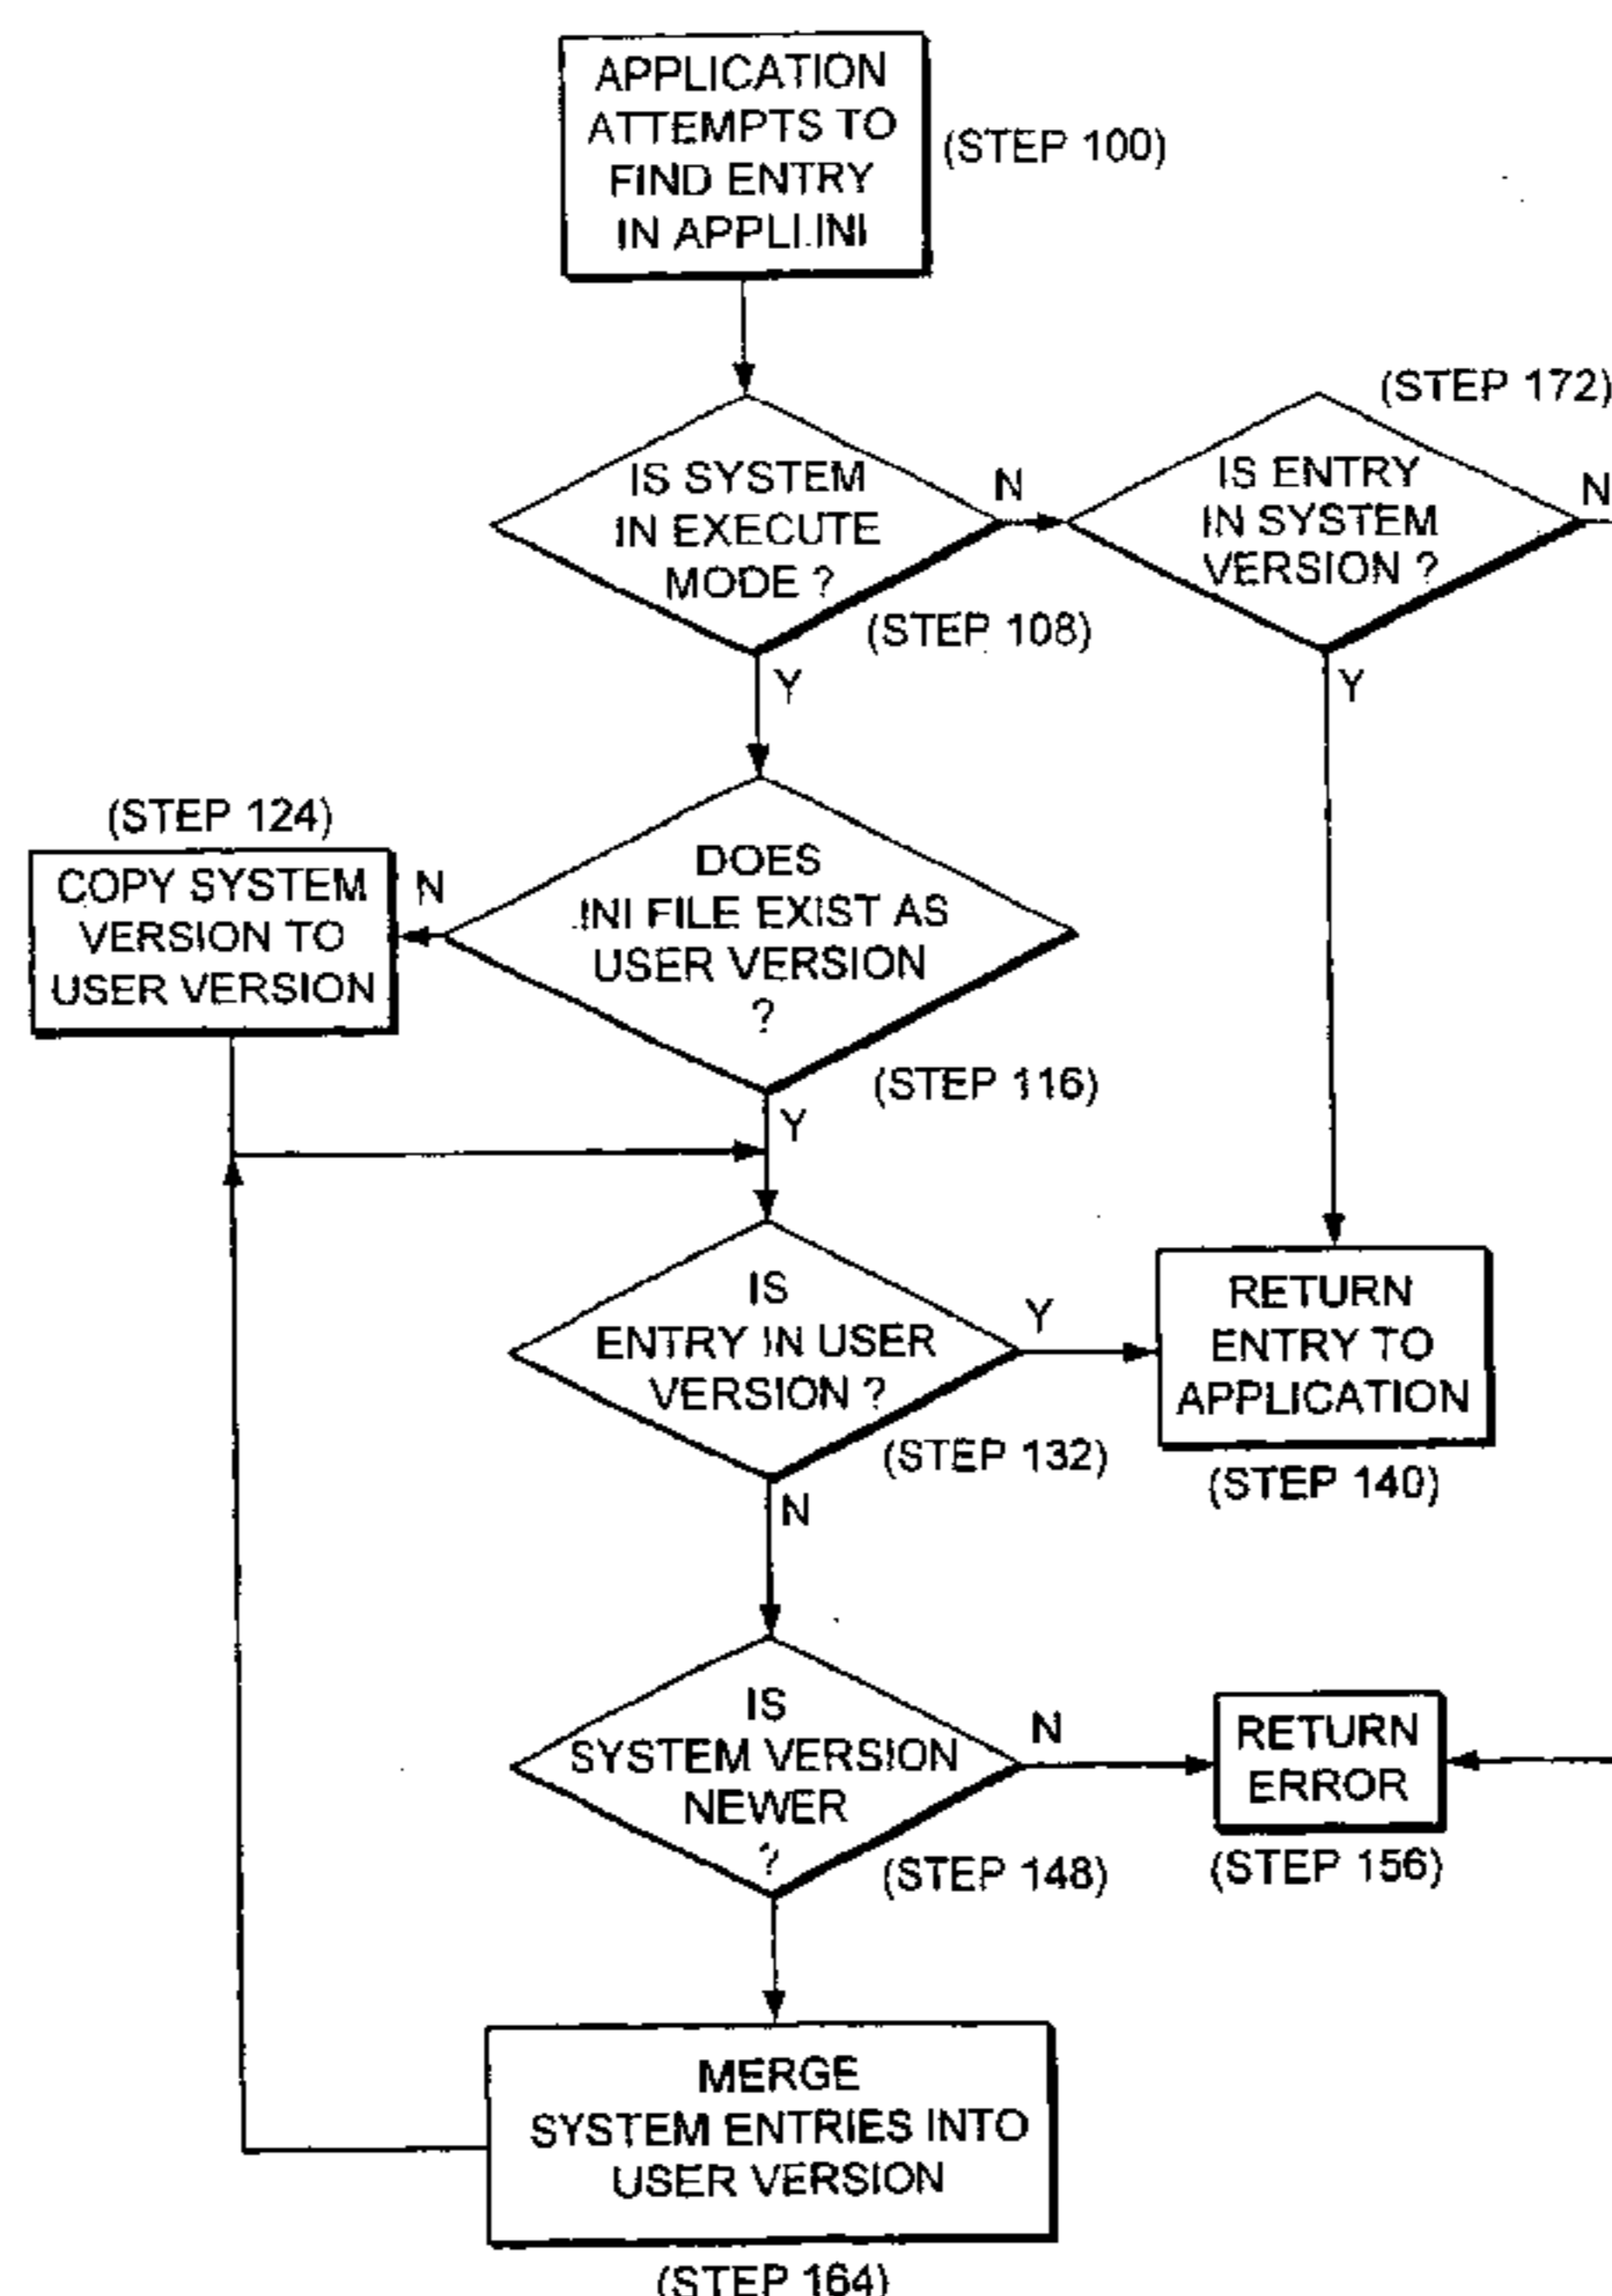 APPLICATION
ATTEMPTS TO
FIND ENTRY
IN APPLI.INI
(STEP 100)
IS SYSTEM
IN EXECUTE
MODE ?
N
(STEP 108)
Y
(STEP 172)
IS ENTRY
IN SYSTEM
VERSION ?
N
Y
(STEP 124)
COPY SYSTEM
VERSION TO
USER VERSION
N
DOES
.INI FILE EXIST AS
USER VERSION
?
(STEP 116)
Y
IS
ENTRY IN USER
VERSION ?
Y
(STEP 132)
N
RETURN
ENTRY TO
APPLICATION
(STEP 140)
IS
SYSTEM VERSION
NEWER
?
N
(STEP 148)
RETURN
ERROR
(STEP 156)
MERGE
SYSTEM ENTRIES INTO
USER VERSION
(STEP 164)